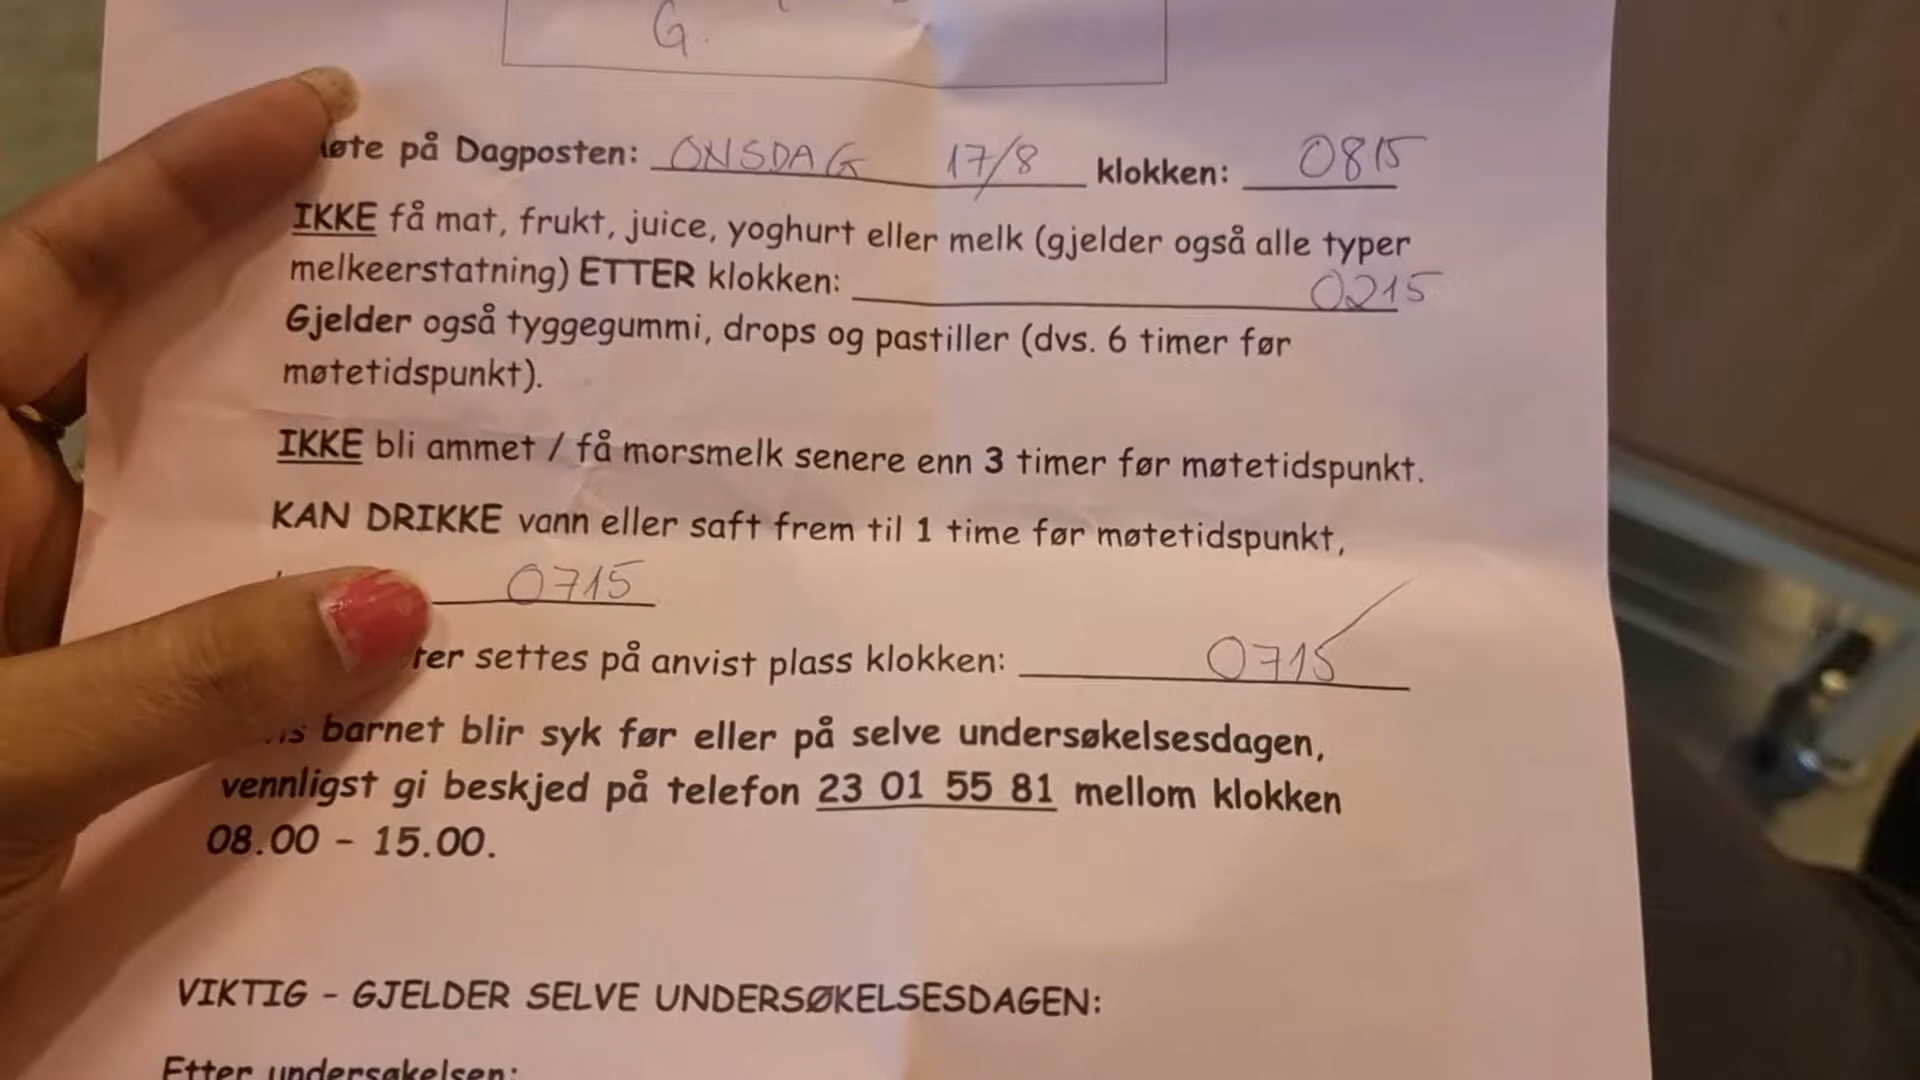 G.
på Dagposten: ONSDAG 17/8 klokken: 0815
IKKE få mat, frukt, juice, yoghurt eller melk (gjelder også alle typer
melkeerstatning) ETTER klokken: 0215
Gjelder også tyggegummi, drops og pastiller (dvs. 6 timer før
møtetidspunkt).
IKKE bli ammet / få morsmelk senere enn 3 timer før møtetidspunkt.
KAN DRIKKE vann eller saft frem til 1 time før møtetidspunkt,
0715
settes på anvist plass klokken: 0715
barnet blir syk før eller på selve undersøkelsesdagen,
vennligst gi beskjed på telefon 23 01 55 81 mellom klokken
08.00 - 15.00.
VIKTIG - GJELDER SELVE UNDERSØKELSESDAGEN:
Etter undersøkelsen: